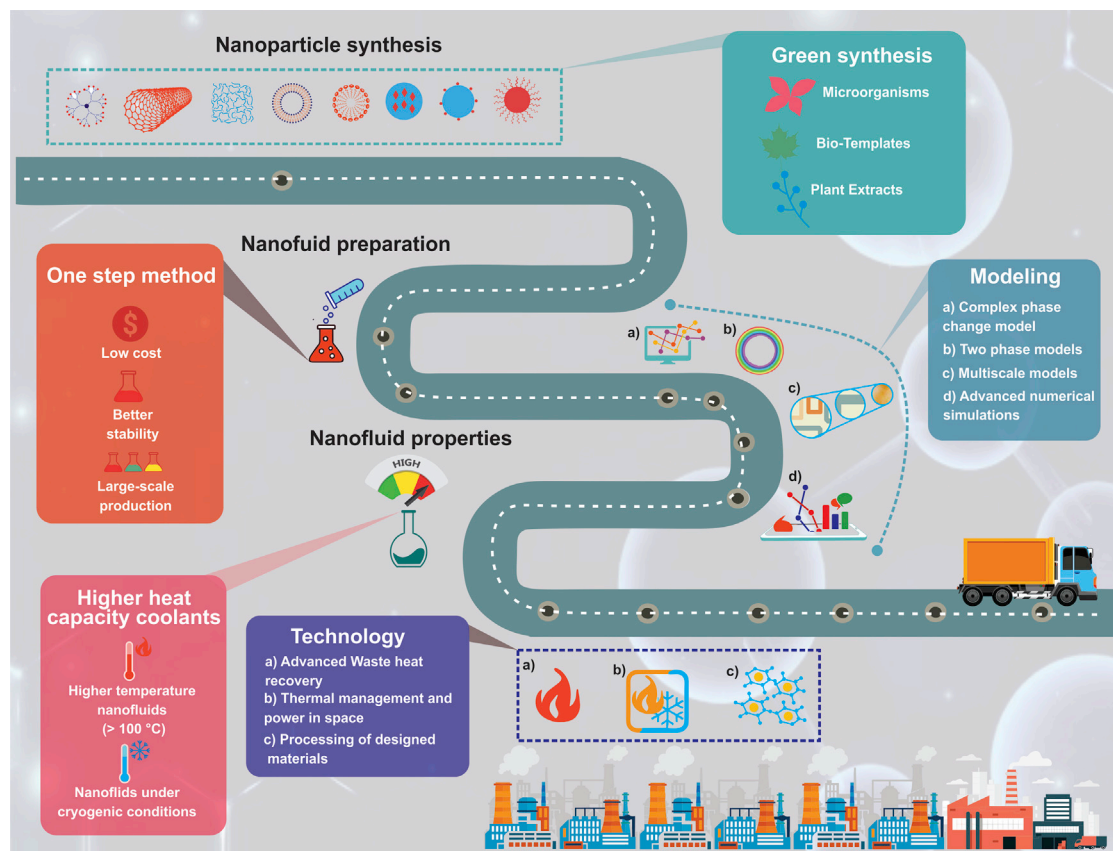 Nanoparticle synthesis
Green synthesis
Microorganisms
Bio-Templates
Plant Extracts
Nanofuid preparation
One step method
$
Low cost
Better
stability
Large-scale
production
Modeling
a) Complex phase
change model
b) Two phase models
c) Multiscale models
d) Advanced numerical
simulations
a)
b)
c)
d)
Nanofluid properties
HIGH
Higher heat
capacity coolants
Higher temperature
nanofluids
(> 100 °C)
Nanoflids under
cryogenic conditions
Technology
a) Advanced Waste heat
recovery
b) Thermal management and
power in space
c) Processing of designed
materials
a)
b)
c)